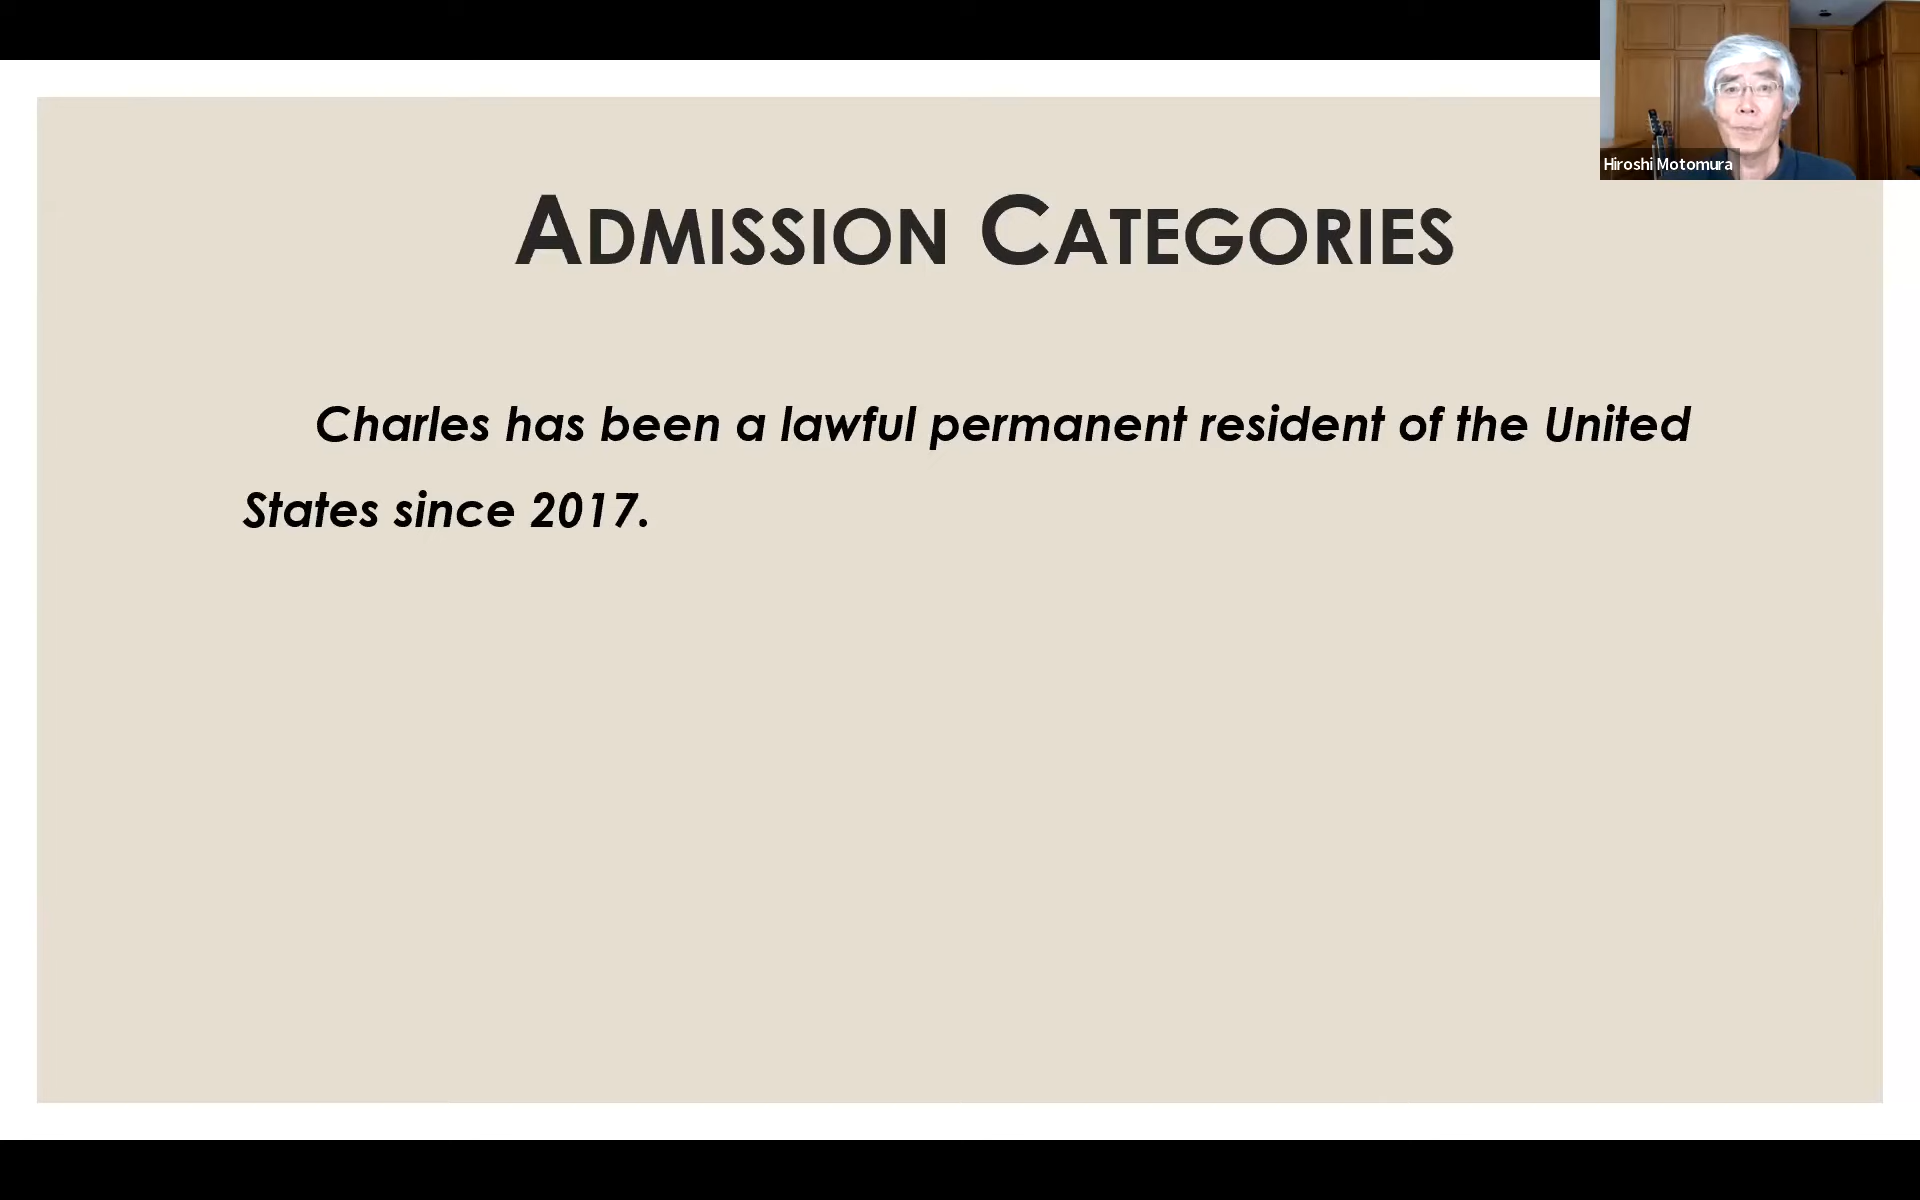 Hiroshi Motomura
ADMISSION CATEGORIES
Charles has been a lawful permanent resident of the United
States since 2017.